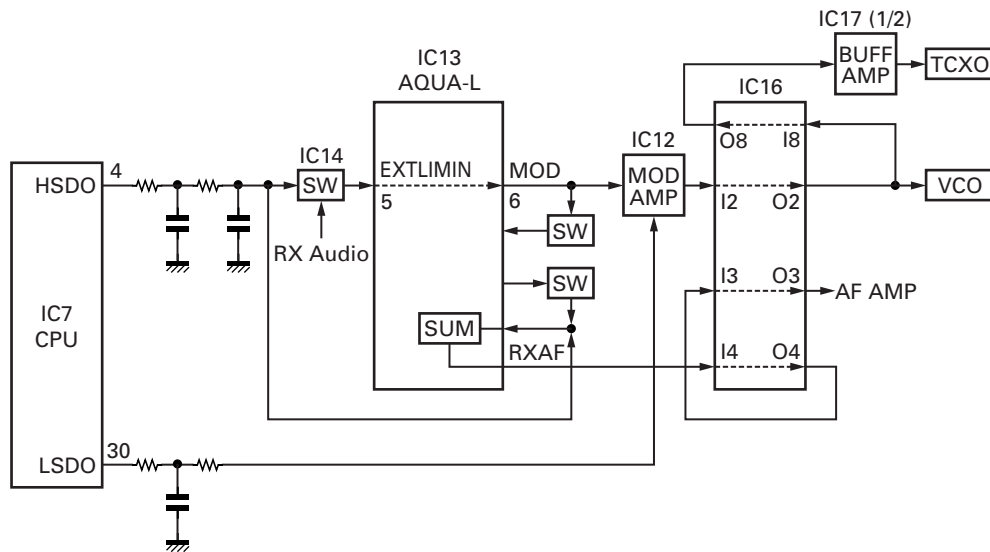 IC17 (1/2)
BUFF
AMP
TCXO
IC13
AQUA-L
IC16
O8
I8
IC14
IC12
4
HSDO
SW
EXTLIMIN
5
MOD
6
MOD
AMP
I2
O2
VCO
RX Audio
SW
SW
I3
O3
AF AMP
IC7
CPU
SUM
RXAF
I4
O4
30
LSDO